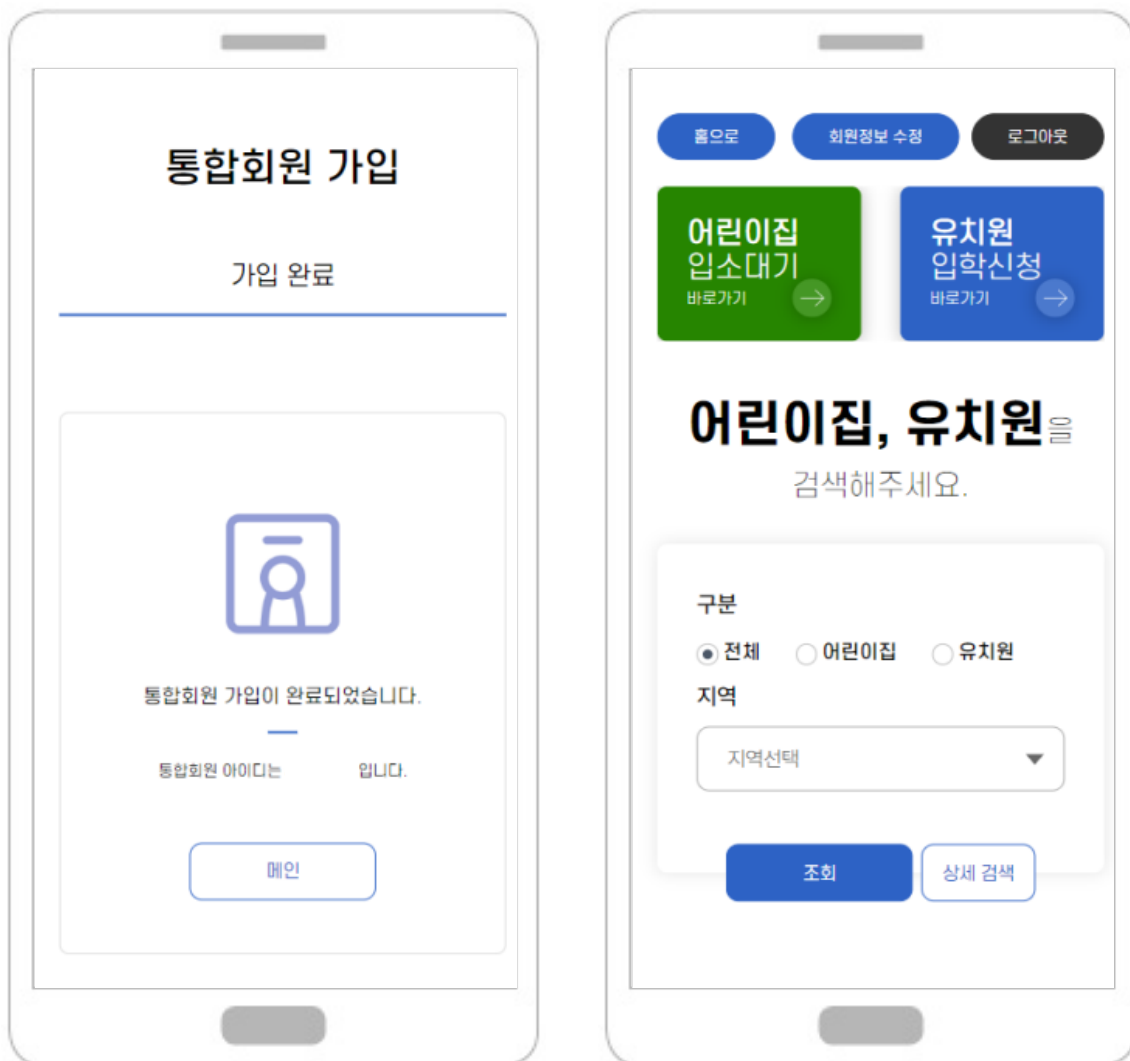 통합회원 가입
가입 완료
통합회원 가입이 완료되었습니다.
통합회원 아이디는 입니다.
메인
홈으로 회원정보 수정 로그아웃
어린이집
입소대기
바로가기
유치원
입학신청
바로가기
어린이집, 유치원을
검색해주세요.
구분
전체 어린이집 유치원
지역
지역선택
조회 상세 검색